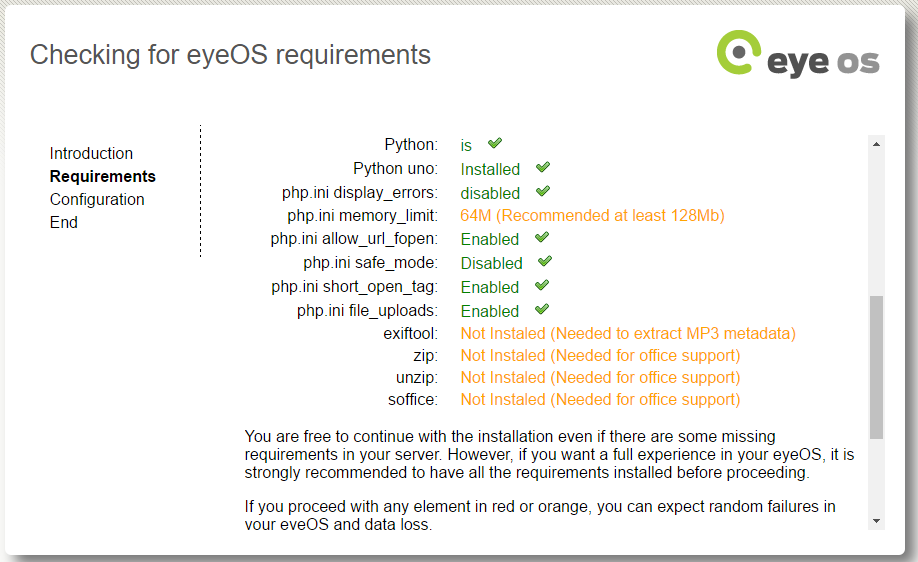 Checking for eyeOS requirements
eye os
Introduction
Requirements
Configuration
End
Python: is
Python uno: Installed
php.ini display_errors: disabled
php.ini memory_limit: 64M (Recommended at least 128Mb)
php.ini allow_url_fopen: Enabled
php.ini safe_mode: Disabled
php.ini short_open_tag: Enabled
php.ini file_uploads: Enabled
exiftool: Not Instaled (Needed to extract MP3 metadata)
zip: Not Instaled (Needed for office support)
unzip: Not Instaled (Needed for office support)
soffice: Not Instaled (Needed for office support)
You are free to continue with the installation even if there are some missing
requirements in your server. However, if you want a full experience in your eyeOS, it is
strongly recommended to have all the requirements installed before proceeding.
If you proceed with any element in red or orange, you can expect random failures in
your eyeOS and data loss.